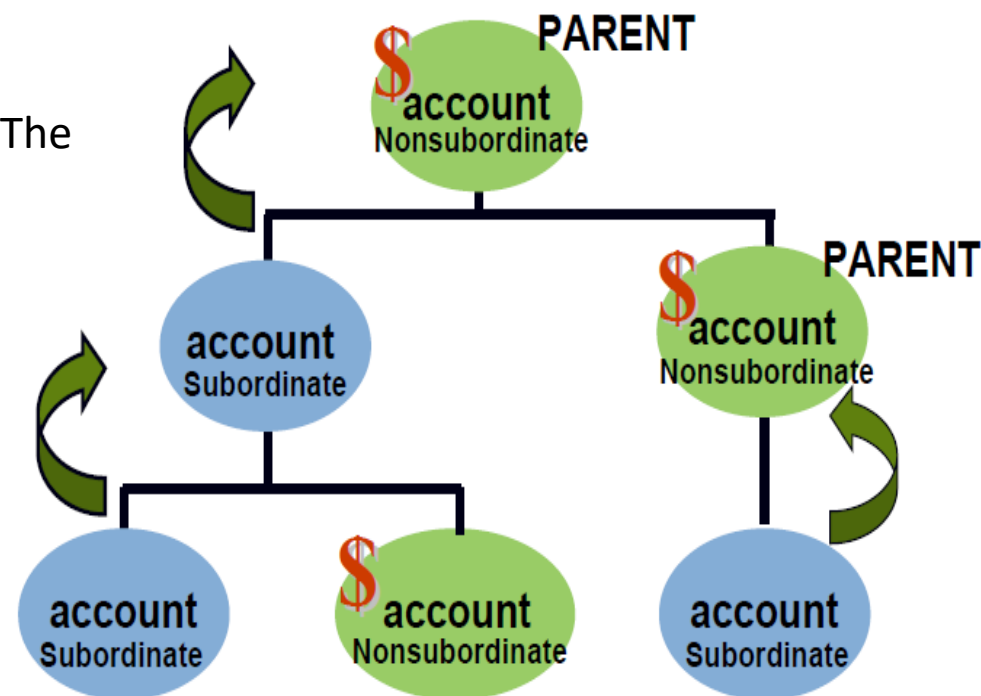 PARENT
$
account
Nonsubordinate
The
PARENT
$
account
Nonsubordinate
account
Subordinate
account
Subordinate
$
account
Nonsubordinate
account
Subordinate